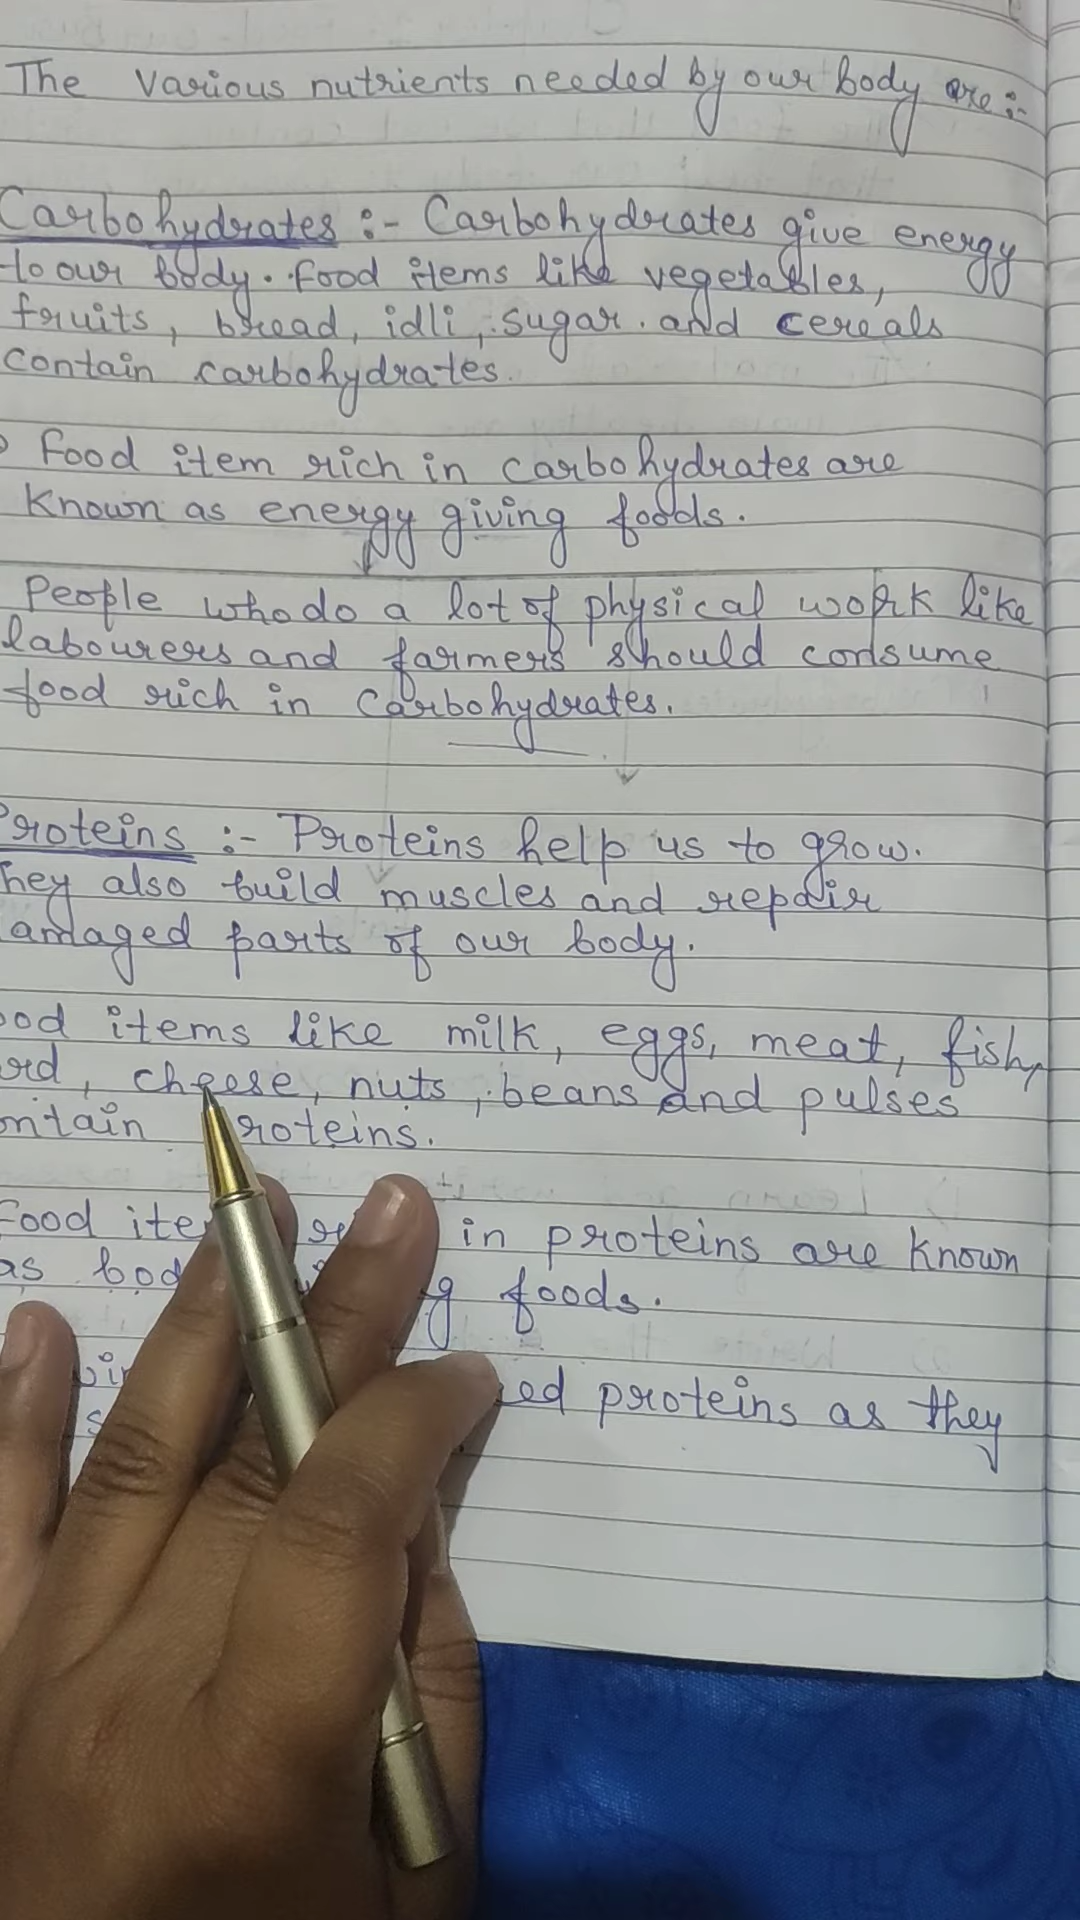 The Various nutrients needed by our body are :-
Carbohydrates :- Carbohydrates give energy
to our body. Food items like vegetables,
fruits, bread, idli, sugar and cereals
contain carbohydrates.
Food item rich in carbohydrates are
Known as energy giving foods.
People who do a lot of physical work like
labourers and farmers should consume
food rich in Carbohydrates.
Proteins :- Proteins help us to grow.
They also build muscles and repair
amaged parts of our body.
ood items like milk, eggs, meat, fish,
urd, cheese, nuts, beans and pulses
ontain roteins.
Food ite in proteins are known
as bod g foods.
ed proteins as they